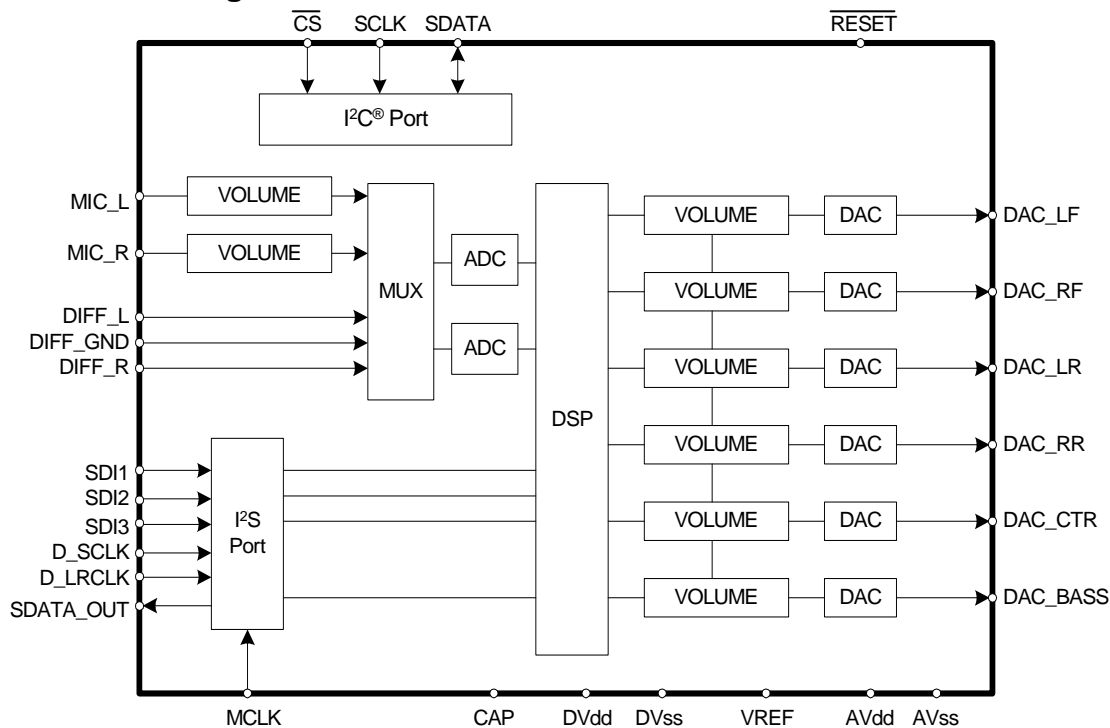 CS SCLK SDATA RESET
I²C® Port
MIC_L VOLUME VOLUME DAC DAC_LF
MIC_R VOLUME ADC
MUX
VOLUME DAC DAC_RF
DIFF_L
DIFF_GND ADC
DIFF_R VOLUME DAC DAC_LR
DSP
VOLUME DAC DAC_RR
SDI1
SDI2
SDI3 I²S VOLUME DAC DAC_CTR
D_SCLK Port
D_LRCLK
SDATA_OUT VOLUME DAC DAC_BASS
MCLK CAP DVdd DVss VREF AVdd AVss